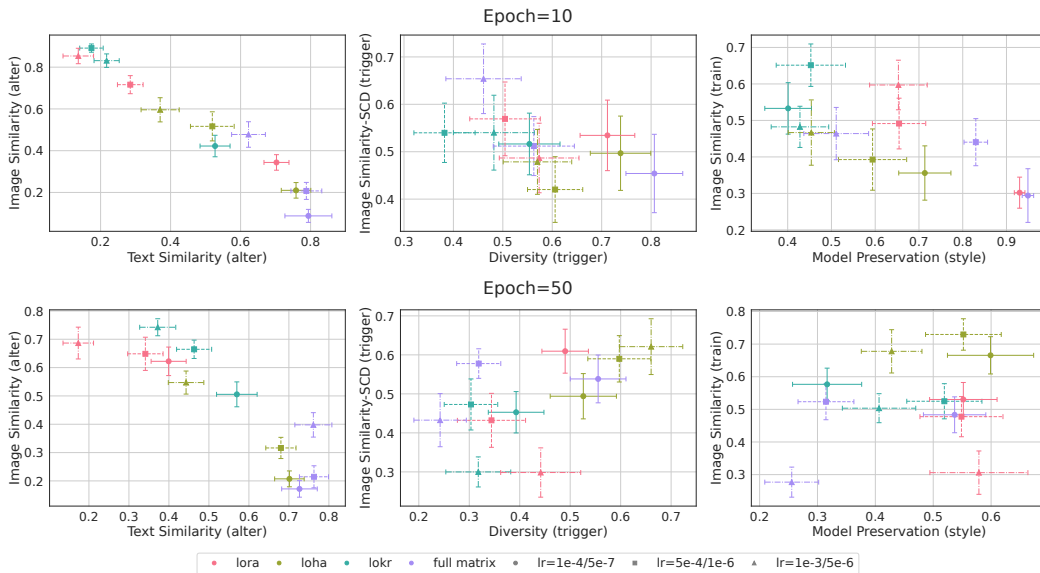 Epoch=10
Image Similarity (alter)
0.8
0.6
0.4
0.2
0.2 0.4 0.6 0.8
Text Similarity (alter)
Image Similarity-SCD (trigger)
0.7
0.6
0.5
0.4
0.3 0.4 0.5 0.6 0.7 0.8
Diversity (trigger)
Image Similarity (train)
0.7
0.6
0.5
0.4
0.3
0.2
0.4 0.5 0.6 0.7 0.8 0.9
Model Preservation (style)
Epoch=50
Image Similarity (alter)
0.8
0.7
0.6
0.5
0.4
0.3
0.2
0.2 0.3 0.4 0.5 0.6 0.7 0.8
Text Similarity (alter)
Image Similarity-SCD (trigger)
0.7
0.6
0.5
0.4
0.3
0.2 0.3 0.4 0.5 0.6 0.7
Diversity (trigger)
Image Similarity (train)
0.8
0.7
0.6
0.5
0.4
0.3
0.2 0.3 0.4 0.5 0.6
Model Preservation (style)
lora loha lokr full matrix lr=1e-4/5e-7 lr=5e-4/1e-6 lr=1e-3/5e-6